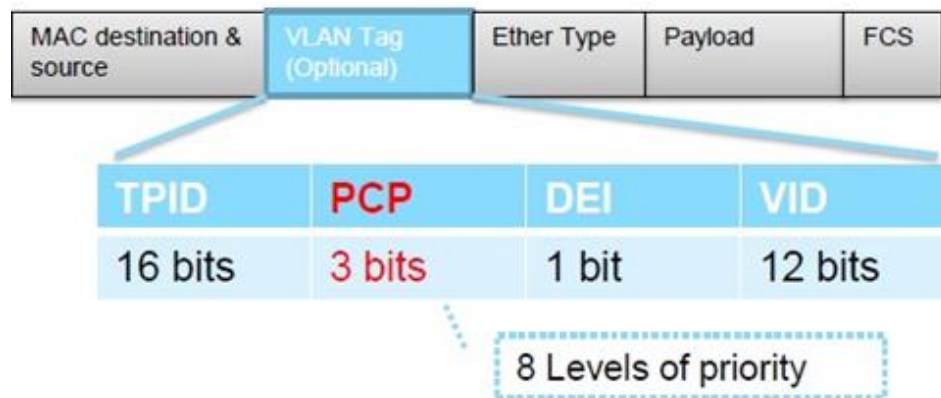 MAC destination &
source
VLAN Tag
(Optional)
Ether Type
Payload
FCS
TPID
PCP
DEI
VID
16 bits
3 bits
1 bit
12 bits
8 Levels of priority